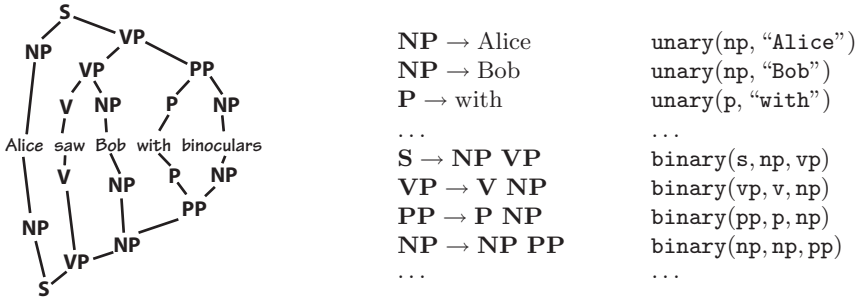 S
NP VP
VP PP
V NP P NP
Alice saw Bob with binoculars
V NP P NP
NP PP
VP NP
S
NP → Alice unary(np, “Alice”)
NP → Bob unary(np, “Bob”)
P → with unary(p, “with”)
... ...
S → NP VP binary(s, np, vp)
VP → V NP binary(vp, v, np)
PP → P NP binary(pp, p, np)
NP → NP PP binary(np, np, pp)
... ...